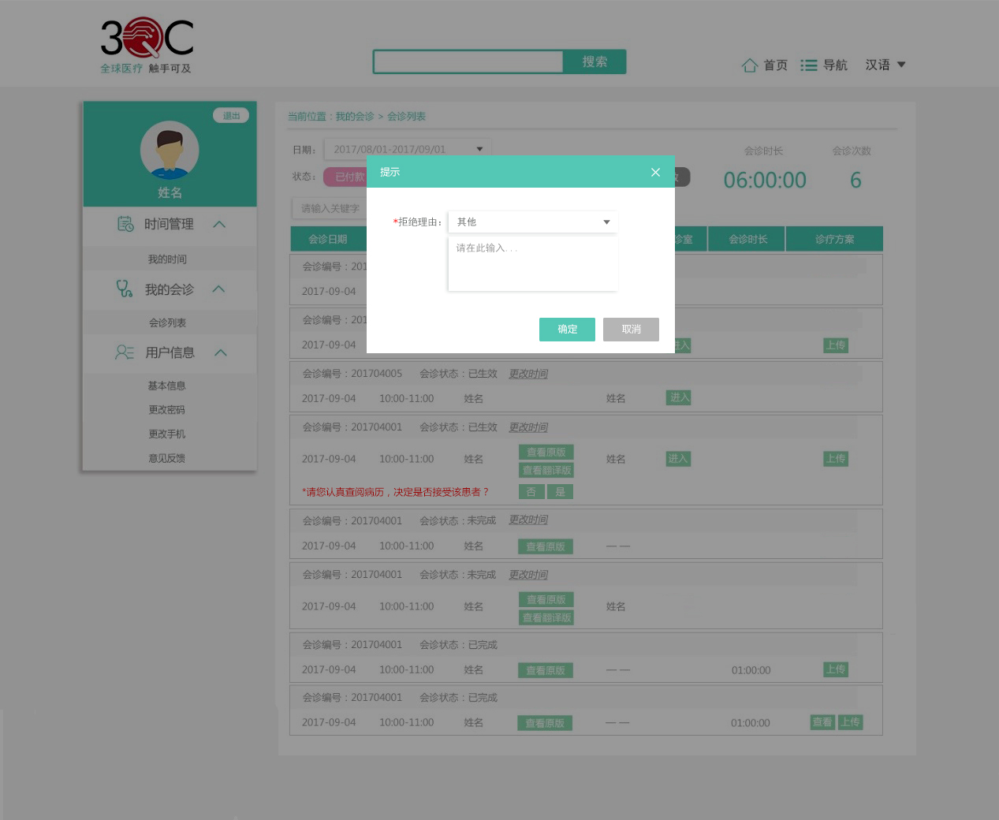 3QC
全球医疗 触手可及
搜索
首页
导航
汉语
退出
姓名
时间管理
我的时间
我的会诊
会诊列表
用户信息
基本信息
更改密码
更改手机
意见反馈
当前位置：我的会诊 > 会诊列表
日期： 2017/08/01-2017/09/01
会诊时长 会诊次数
状态： 已付款
06:00:00 6
请输入关键字
提示
*拒绝理由： 其他
请在此输入...
确定 取消
会诊日期 诊室 会诊时长 诊疗方案
会诊编号：201
2017-09-04
会诊编号：201
2017-09-04 进入 上传
会诊编号：201704005 会诊状态：已生效 更改时间
2017-09-04 10:00-11:00 姓名 姓名 进入
会诊编号：201704001 会诊状态：已生效 更改时间
2017-09-04 10:00-11:00 姓名 查看原版 查看翻译版 姓名 进入 上传
*请您认真查阅病历，决定是否接受该患者？ 否 是
会诊编号：201704001 会诊状态：未完成 更改时间
2017-09-04 10:00-11:00 姓名 查看原版 — —
会诊编号：201704001 会诊状态：未完成 更改时间
2017-09-04 10:00-11:00 姓名 查看原版 查看翻译版 姓名
会诊编号：201704001 会诊状态：已完成
2017-09-04 10:00-11:00 姓名 查看原版 — — 01:00:00 上传
会诊编号：201704001 会诊状态：已完成
2017-09-04 10:00-11:00 姓名 查看原版 — — 01:00:00 查看 上传